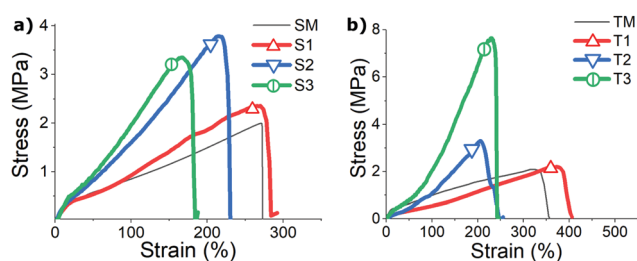 a)
Stress (MPa)
4
3
2
1
0
SM
S1
S2
S3
0 100 200 300
Strain (%)
b)
Stress (MPa)
8
6
4
2
0
TM
T1
T2
T3
0 100 200 300 400 500
Strain (%)